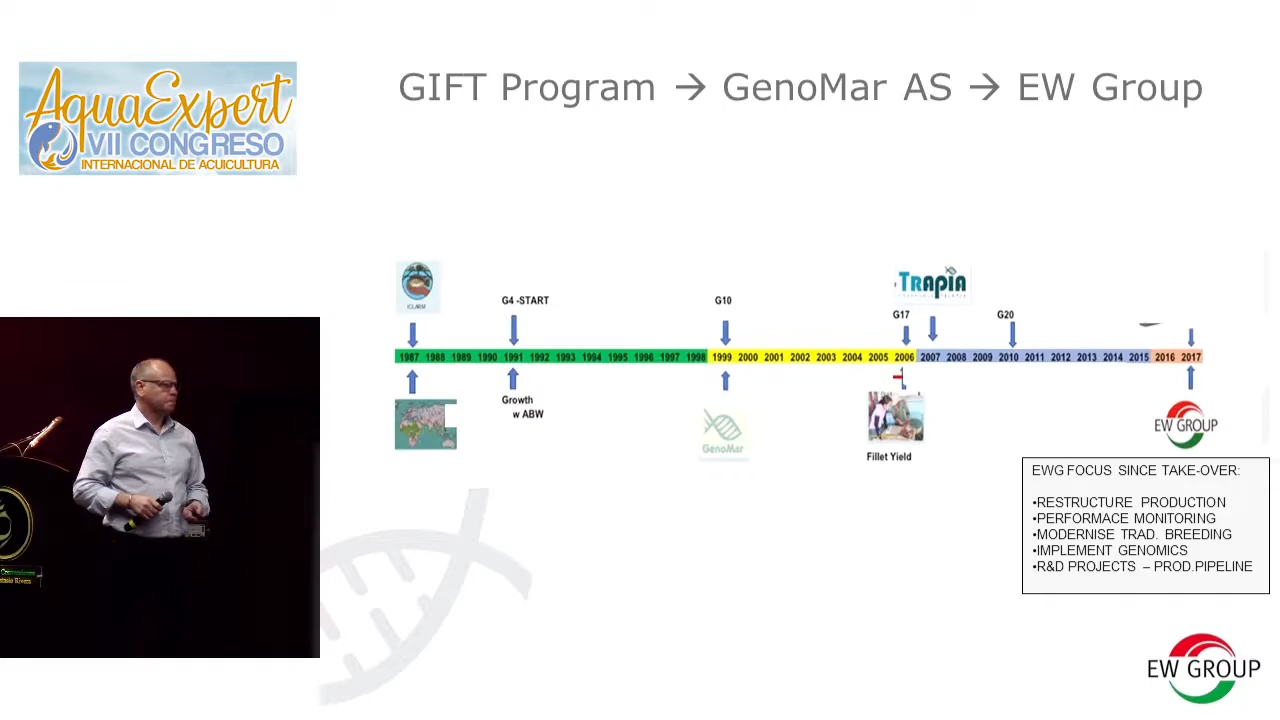 GIFT Program → GenoMar AS → EW Group
AquaExpert
VII CONGRESO
INTERNACIONAL DE ACUICULTURA
ICLARM
TRAPIA
G4 -START
G10
G17
G20
1987 1988 1989 1990 1991 1992 1993 1994 1995 1996 1997 1998 1999 2000 2001 2002 2003 2004 2005 2006 2007 2008 2009 2010 2011 2012 2013 2014 2015 2016 2017
Growth
w ABW
GenoMar
Fillet Yield
EW GROUP
EWG FOCUS SINCE TAKE-OVER:
•RESTRUCTURE PRODUCTION
•PERFORMACE MONITORING
•MODERNISE TRAD. BREEDING
•IMPLEMENT GENOMICS
•R&D PROJECTS – PROD.PIPELINE
EW GROUP